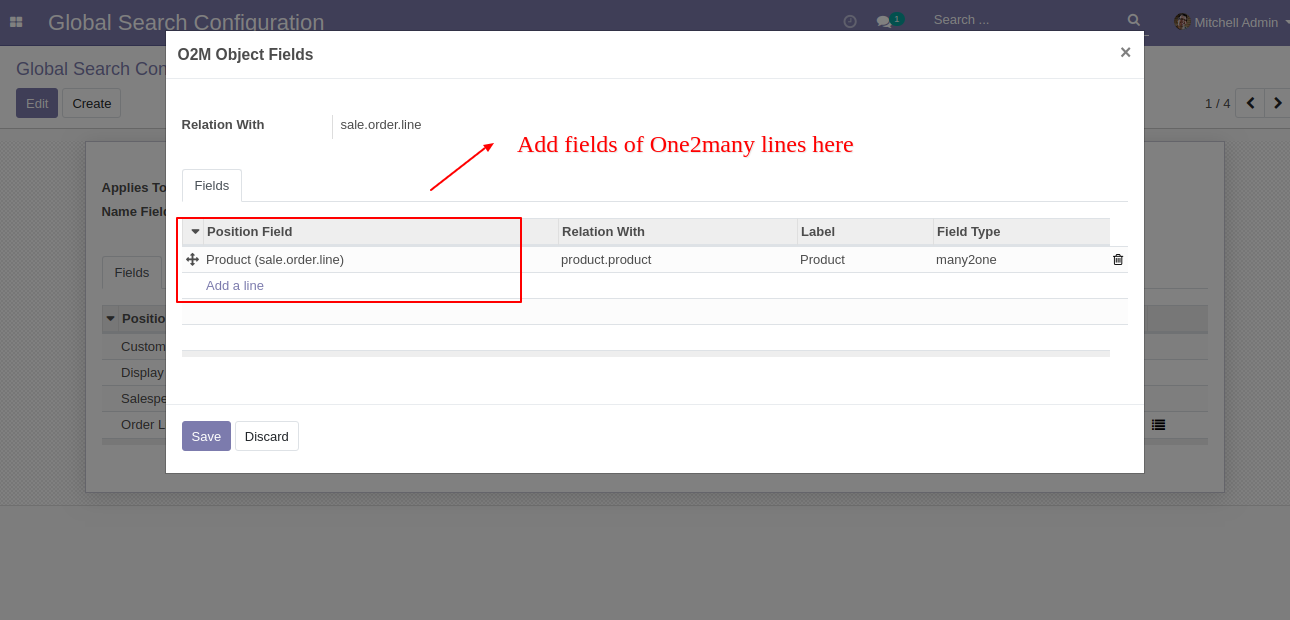 Global Search Configuration
1
Search ...
Mitchell Admin
Global Search Con
Edit
Create
1 / 4
O2M Object Fields
×
Relation With
sale.order.line
Add fields of One2many lines here
Fields
Position Field
Relation With
Label
Field Type
Product (sale.order.line)
product.product
Product
many2one
Add a line
Save
Discard
Applies To
Name Field
Fields
Positio
Custom
Display
Salespe
Order L